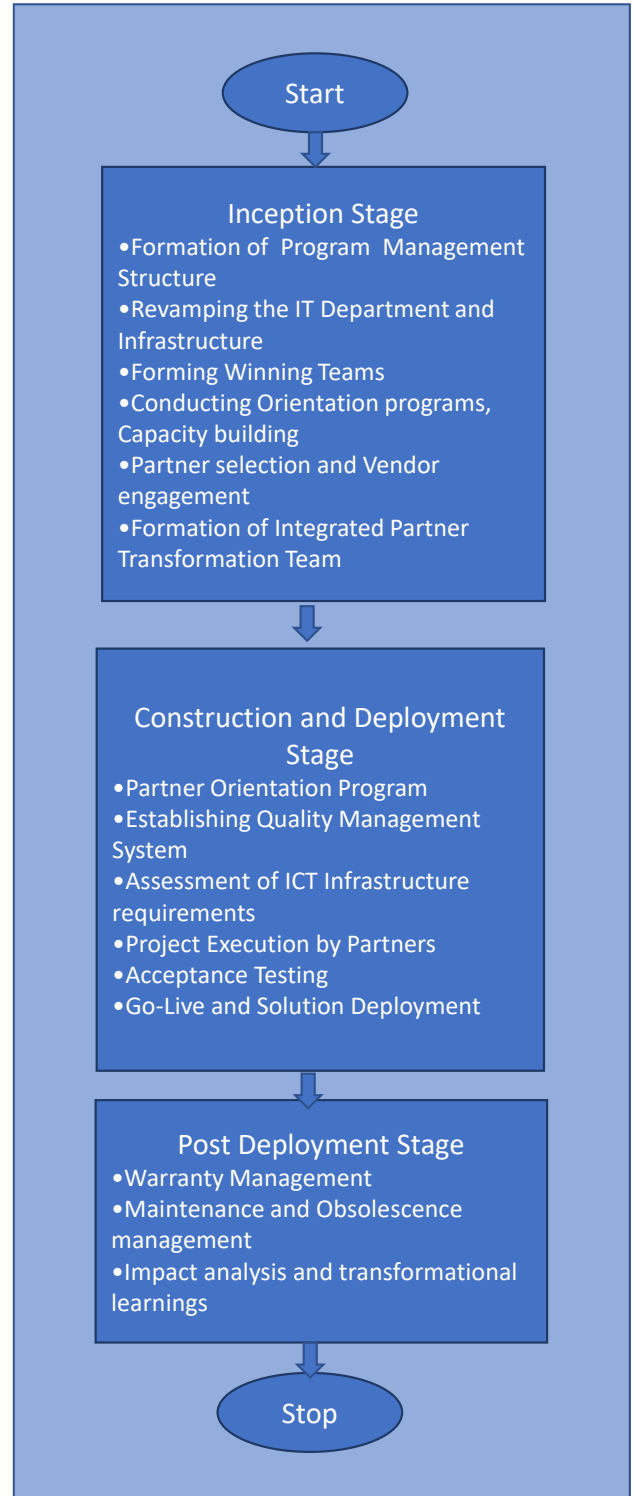 Start
Inception Stage
•Formation of Program Management
Structure
•Revamping the IT Department and
Infrastructure
•Forming Winning Teams
•Conducting Orientation programs,
Capacity building
•Partner selection and Vendor
engagement
•Formation of Integrated Partner
Transformation Team
Construction and Deployment
Stage
•Partner Orientation Program
•Establishing Quality Management
System
•Assessment of ICT Infrastructure
requirements
•Project Execution by Partners
•Acceptance Testing
•Go-Live and Solution Deployment
Post Deployment Stage
•Warranty Management
•Maintenance and Obsolescence
management
•Impact analysis and transformational
learnings
Stop